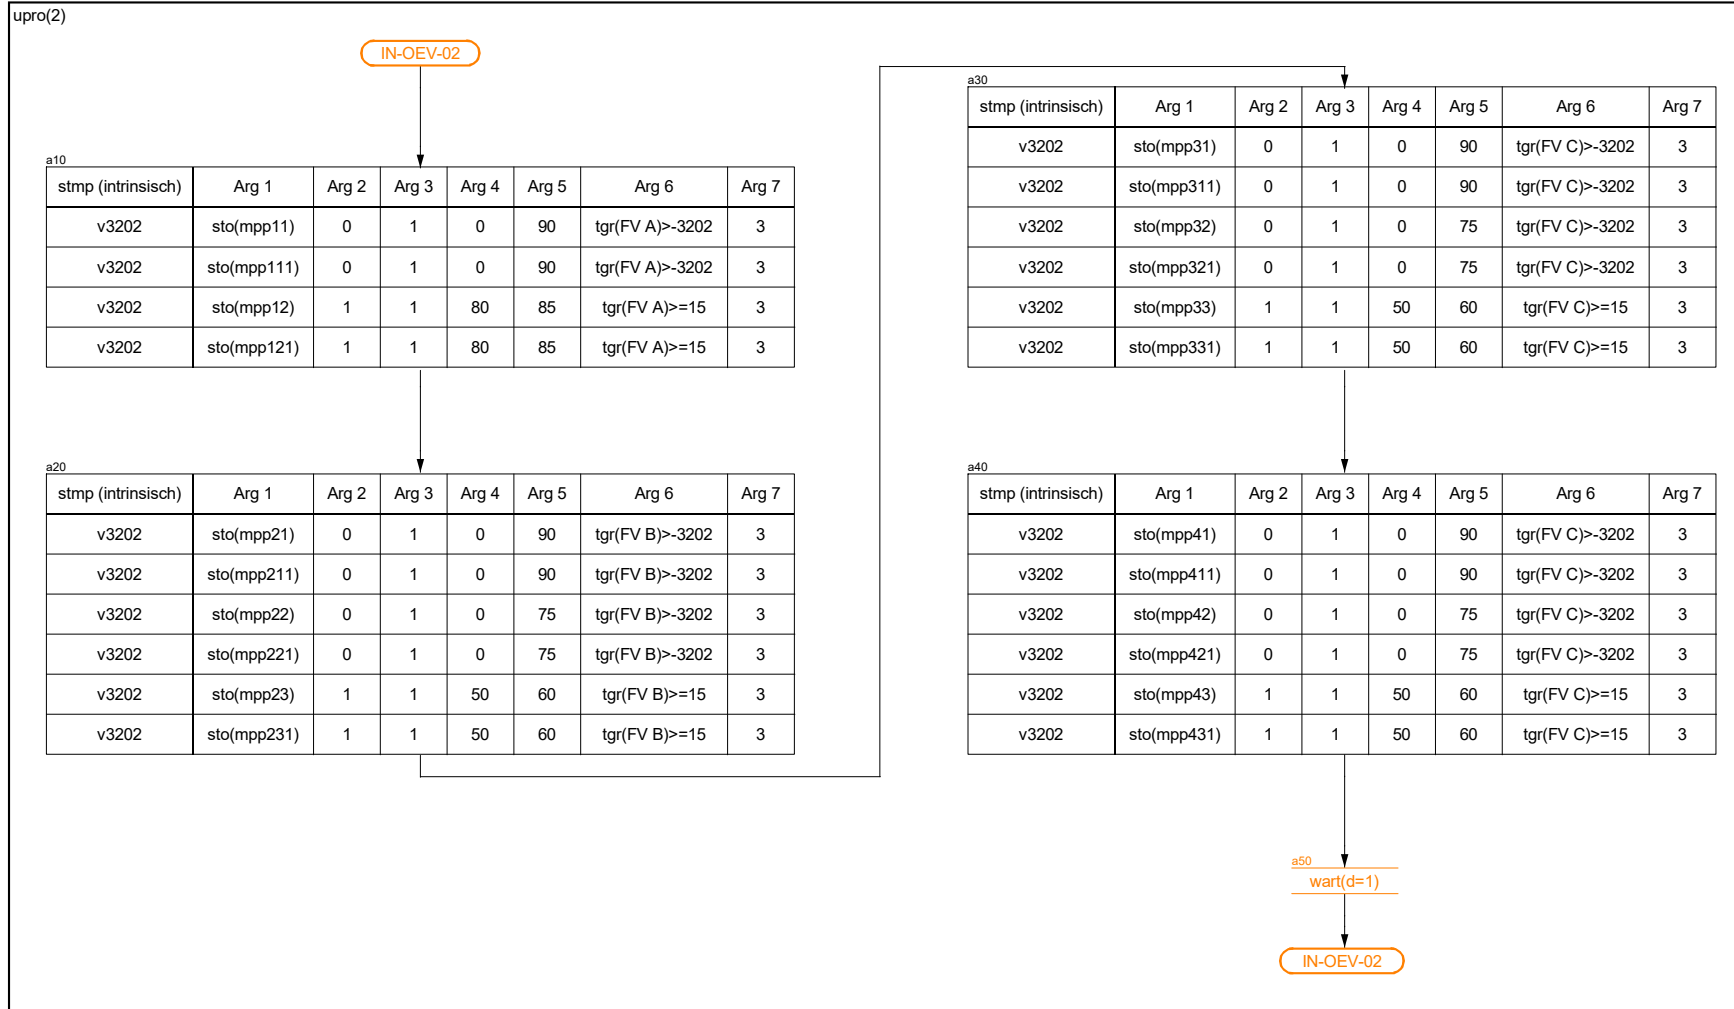 upro(2)
IN-OEV-02
a10
stmp (intrinsisch) Arg 1 Arg 2 Arg 3 Arg 4 Arg 5 Arg 6 Arg 7
v3202 sto(mpp11) 0 1 0 90 tgr(FV A)>-3202 3
v3202 sto(mpp111) 0 1 0 90 tgr(FV A)>-3202 3
v3202 sto(mpp12) 1 1 80 85 tgr(FV A)>=15 3
v3202 sto(mpp121) 1 1 80 85 tgr(FV A)>=15 3
a20
stmp (intrinsisch) Arg 1 Arg 2 Arg 3 Arg 4 Arg 5 Arg 6 Arg 7
v3202 sto(mpp21) 0 1 0 90 tgr(FV B)>-3202 3
v3202 sto(mpp211) 0 1 0 90 tgr(FV B)>-3202 3
v3202 sto(mpp22) 0 1 0 75 tgr(FV B)>-3202 3
v3202 sto(mpp221) 0 1 0 75 tgr(FV B)>-3202 3
v3202 sto(mpp23) 1 1 50 60 tgr(FV B)>=15 3
v3202 sto(mpp231) 1 1 50 60 tgr(FV B)>=15 3
a30
stmp (intrinsisch) Arg 1 Arg 2 Arg 3 Arg 4 Arg 5 Arg 6 Arg 7
v3202 sto(mpp31) 0 1 0 90 tgr(FV C)>-3202 3
v3202 sto(mpp311) 0 1 0 90 tgr(FV C)>-3202 3
v3202 sto(mpp32) 0 1 0 75 tgr(FV C)>-3202 3
v3202 sto(mpp321) 0 1 0 75 tgr(FV C)>-3202 3
v3202 sto(mpp33) 1 1 50 60 tgr(FV C)>=15 3
v3202 sto(mpp331) 1 1 50 60 tgr(FV C)>=15 3
a40
stmp (intrinsisch) Arg 1 Arg 2 Arg 3 Arg 4 Arg 5 Arg 6 Arg 7
v3202 sto(mpp41) 0 1 0 90 tgr(FV C)>-3202 3
v3202 sto(mpp411) 0 1 0 90 tgr(FV C)>-3202 3
v3202 sto(mpp42) 0 1 0 75 tgr(FV C)>-3202 3
v3202 sto(mpp421) 0 1 0 75 tgr(FV C)>-3202 3
v3202 sto(mpp43) 1 1 50 60 tgr(FV C)>=15 3
v3202 sto(mpp431) 1 1 50 60 tgr(FV C)>=15 3
a50
wart(d=1)
IN-OEV-02